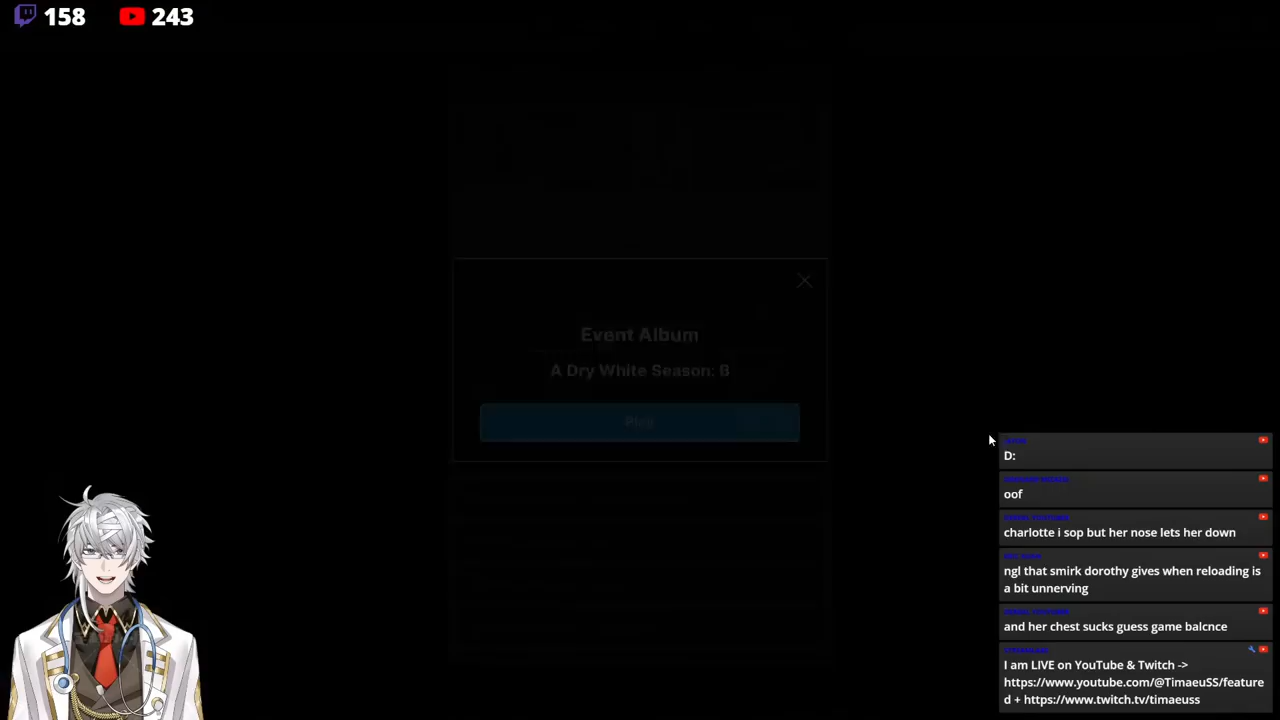 158 243
Event Album
A Dry White Season: B
Play
D:
oof
charlotte i sop but her nose lets her down
ngl that smirk dorothy gives when reloading is
a bit unnerving
and her chest sucks guess game balcnce
I am LIVE on YouTube & Twitch ->
https://www.youtube.com/@TimaeuSS/feature
d + https://www.twitch.tv/timaeuss